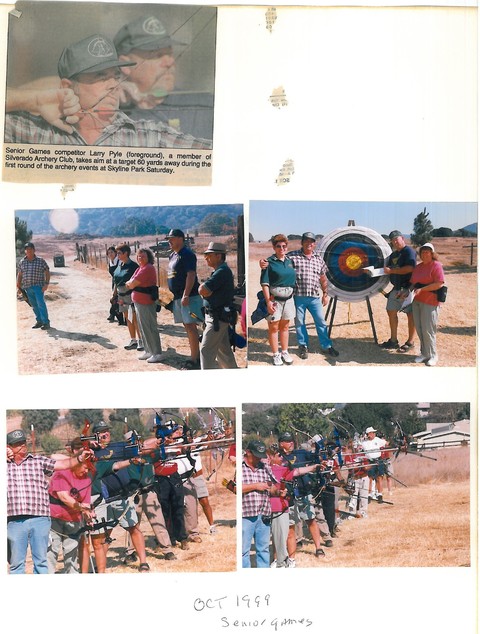 Senior Games competitor Larry Pyle (foreground), a member of
Silverado Archery Club, takes aim at a target 60 yards away during the
first round of the archery events at Skyline Park Saturday.
OCT 1999
Senior Games